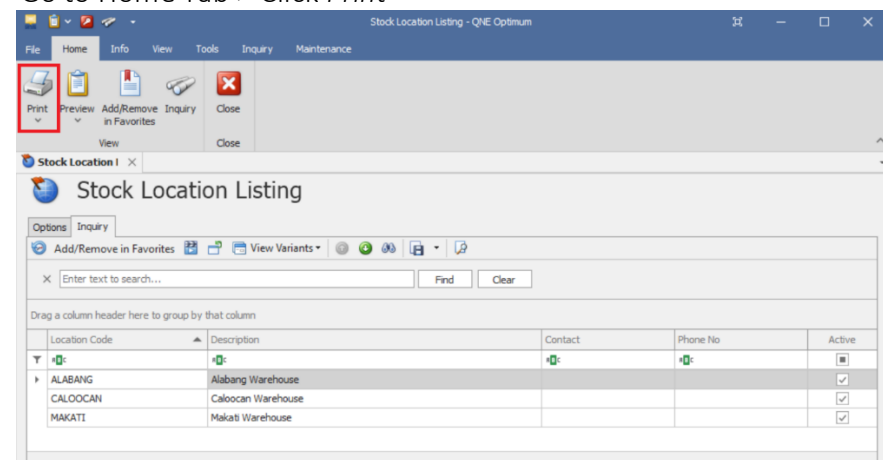 Go to Home Tab > Click Print
Stock Location Listing - QNE Optimum
File Home Info View Tools Inquiry Maintenance
Print Preview Add/Remove in Favorites Inquiry Close
View Close
Stock Location I
Stock Location Listing
Options Inquiry
Add/Remove in Favorites View Variants
Enter text to search... Find Clear
Drag a column header here to group by that column
Location Code Description Contact Phone No Active
ALABANG Alabang Warehouse
CALOOCAN Caloocan Warehouse
MAKATI Makati Warehouse